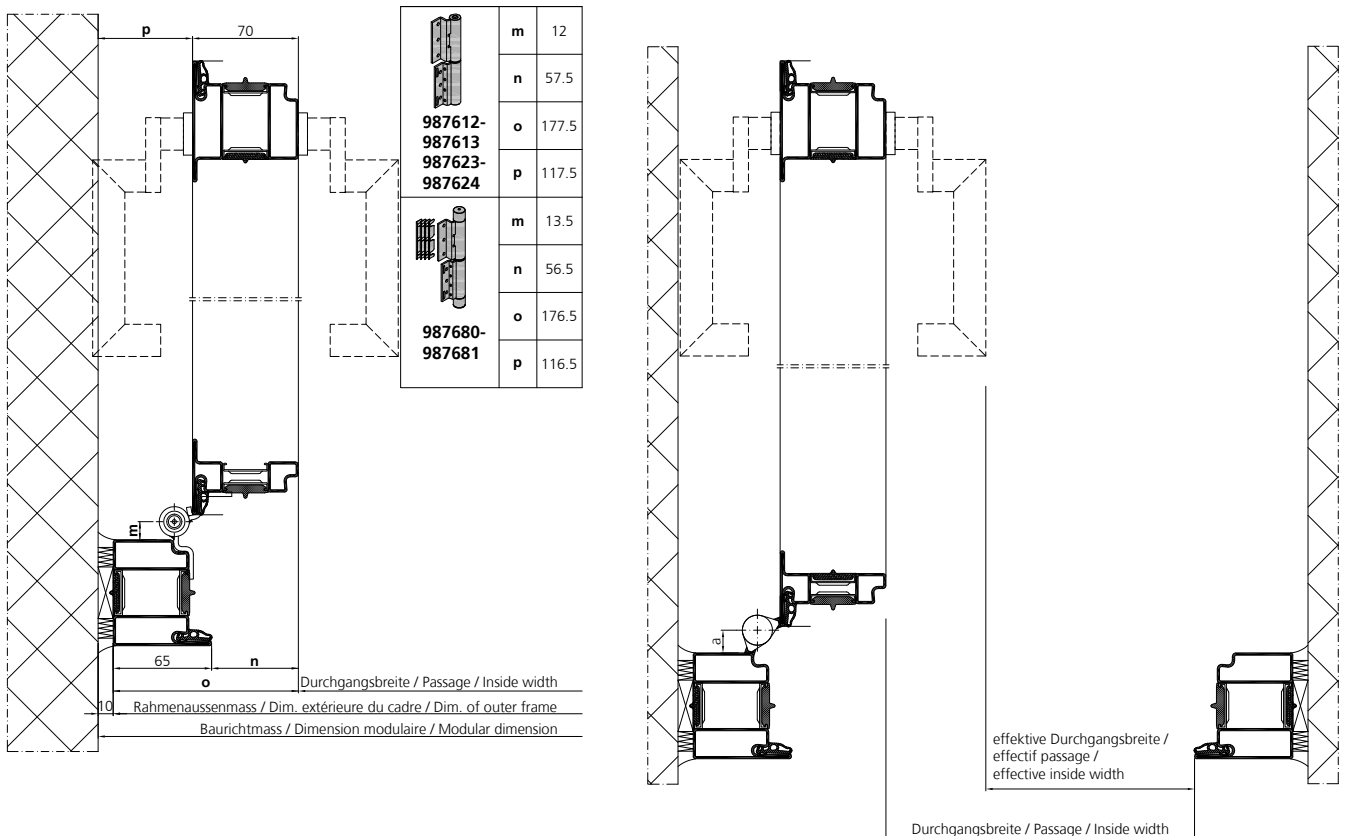 p
70
m
12
n
57.5
987612-
o
177.5
987613
987623-
p
117.5
987624
m
13.5
n
56.5
o
176.5
987680-
987681
p
116.5
m
65
n
o
Durchgangsbreite / Passage / Inside width
10
Rahmenaussenmass / Dim. extérieure du cadre / Dim. of outer frame
Baurichtmass / Dimension modulaire / Modular dimension
a
effektive Durchgangsbreite /
effectif passage /
effective inside width
Durchgangsbreite / Passage / Inside width